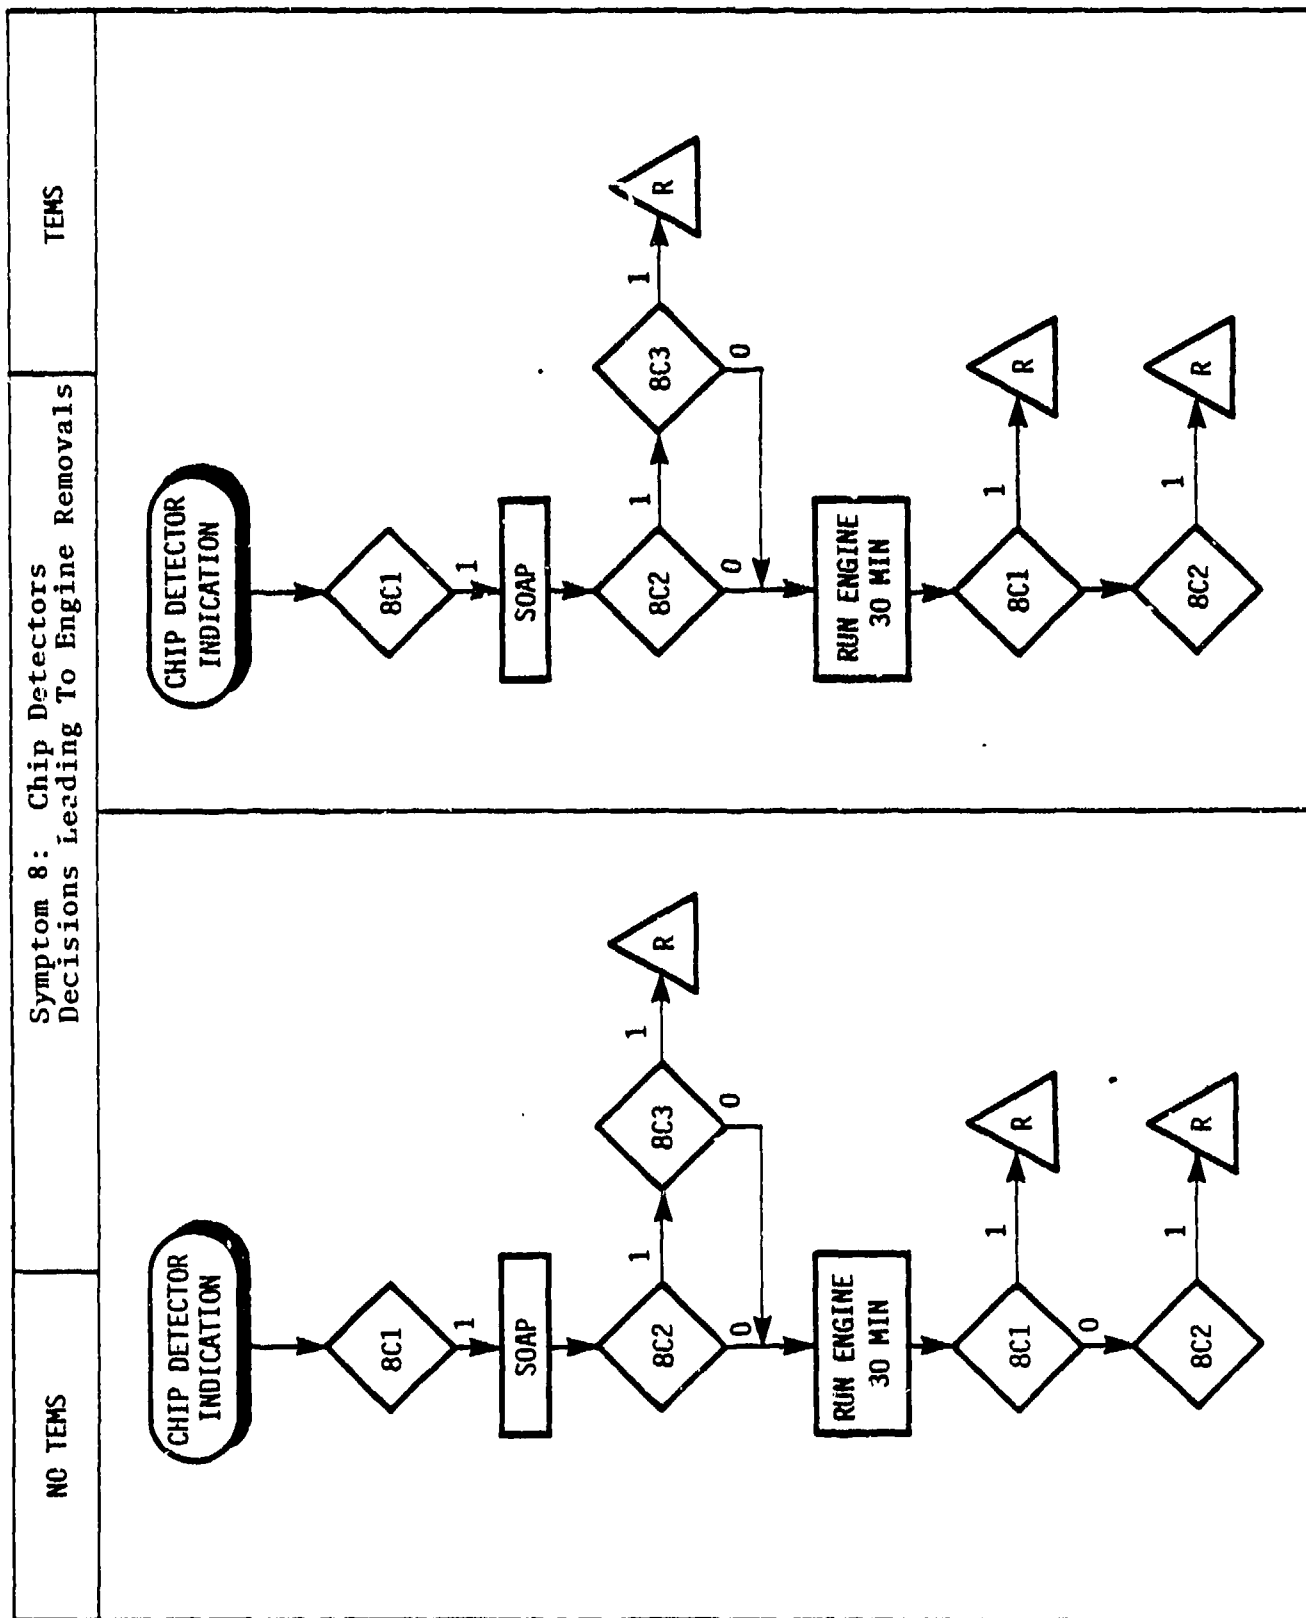 NO TEMS
Symptom 8: Chip Detectors
Decisions Leading To Engine Removals
TEMS
CHIP DETECTOR
INDICATION
8C1
1
SOAP
8C2
1
8C3
1
R
0
0
RUN ENGINE
30 MIN
8C1
1
R
0
8C2
1
R
CHIP DETECTOR
INDICATION
8C1
1
SOAP
8C2
1
8C3
1
R
0
0
RUN ENGINE
30 MIN
8C1
1
R
8C2
1
R